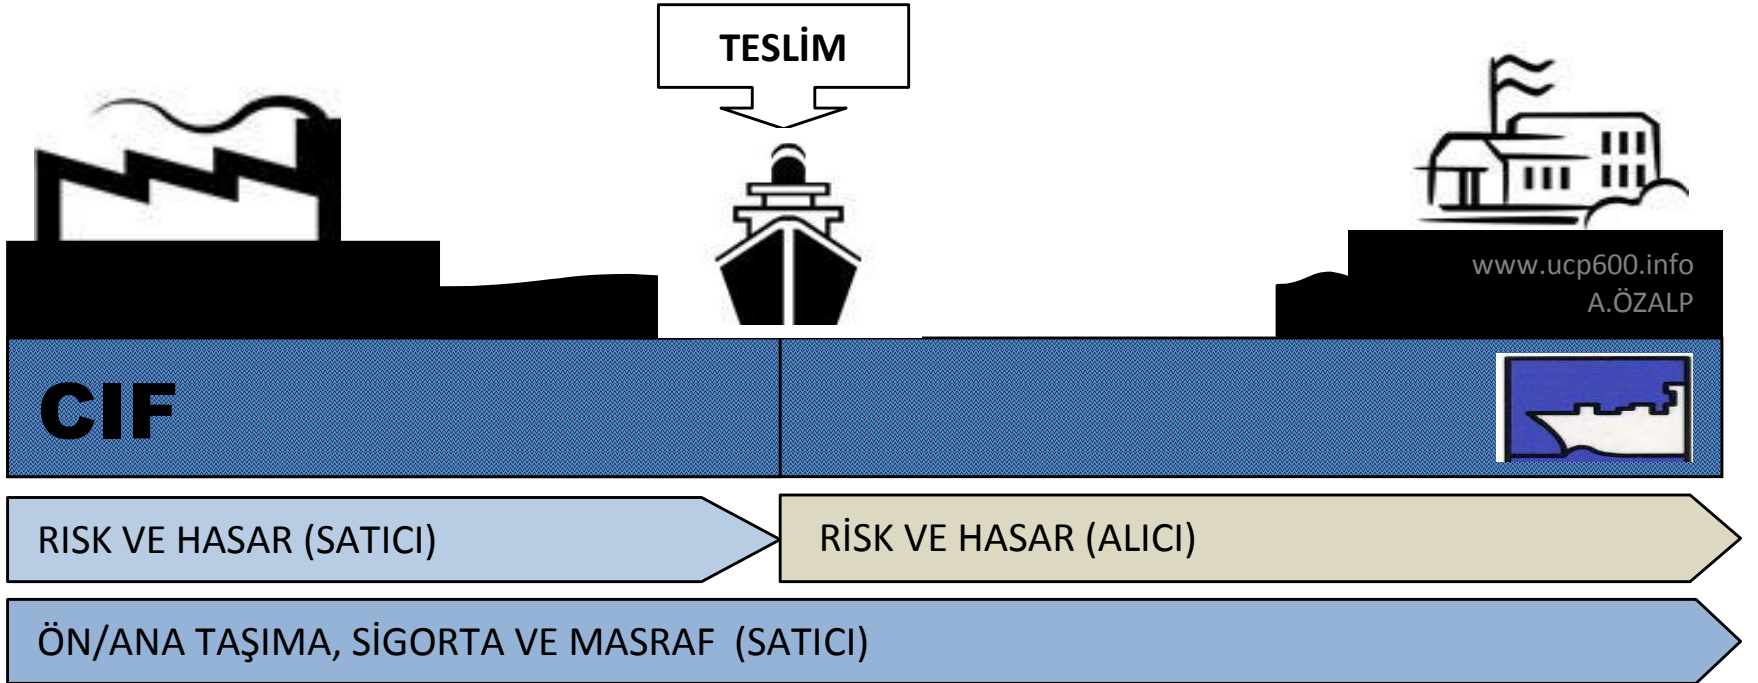 TESLİM
www.ucp600.info
A.ÖZALP
CIF
RISK VE HASAR (SATICI)
RİSK VE HASAR (ALICI)
ÖN/ANA TAŞIMA, SİGORTA VE MASRAF  (SATICI)